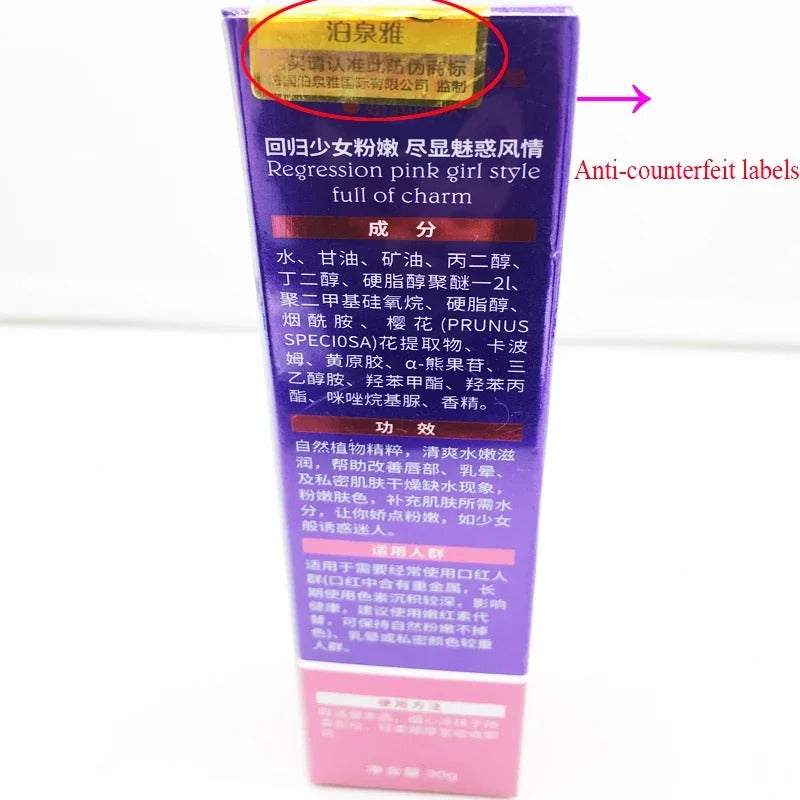 泊泉雅
买请认准此防伪商标
韩国泊泉雅国际有限公司 监制
Anti-counterfeit labels
回归少女粉嫩 尽显魅惑风情
Regression pink girl style
full of charm
成 分
水、甘油、矿油、丙二醇、
丁二醇、硬脂醇聚醚—2l、
聚二甲基硅氧烷、硬脂醇、
烟酰胺、樱花(PRUNUS
SPECI0SA)花提取物、卡波
姆、黄原胶、α-熊果苷、三
乙醇胺、羟苯甲酯、羟苯丙
酯、咪唑烷基脲、香精。
功 效
自然植物精粹，清爽水嫩滋
润，帮助改善唇部、乳晕、
及私密肌肤干燥缺水现象，
粉嫩肤色，补充肌肤所需水
分，让你娇点粉嫩，如少女
般诱惑迷人。
适用人群
适用于需要经常使用口红人
群(口红中含有重金属，长
期使用色素沉积较深，影响
健康，建议使用嫩红素代
替，可保持自然粉嫩不掉
色)、乳晕或私密颜色较重
人群。
使用方法
净含量 30g